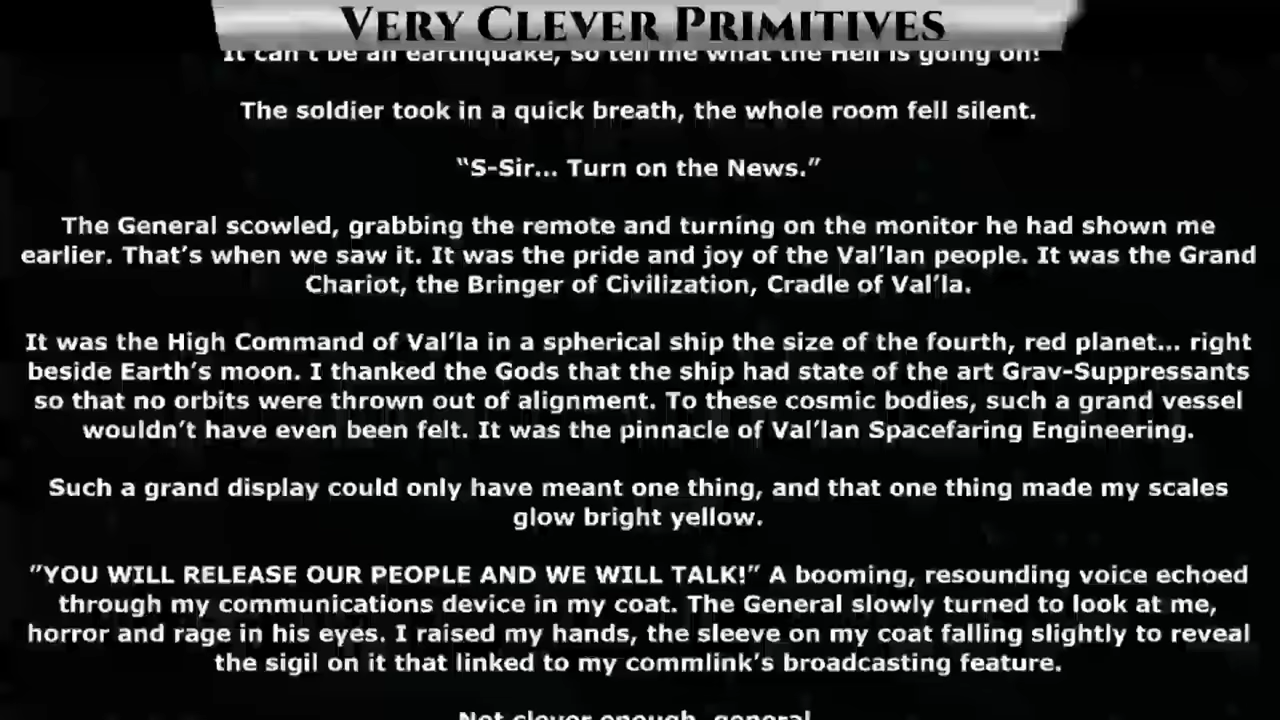 VERY CLEVER PRIMITIVES
It can't be an earthquake, so tell me what the Hell is going on!
The soldier took in a quick breath, the whole room fell silent.
“S-Sir... Turn on the News.”
The General scowled, grabbing the remote and turning on the monitor he had shown me
earlier. That’s when we saw it. It was the pride and joy of the Val’lan people. It was the Grand
Chariot, the Bringer of Civilization, Cradle of Val’la.
It was the High Command of Val’la in a spherical ship the size of the fourth, red planet... right
beside Earth’s moon. I thanked the Gods that the ship had state of the art Grav-Suppressants
so that no orbits were thrown out of alignment. To these cosmic bodies, such a grand vessel
wouldn’t have even been felt. It was the pinnacle of Val’lan Spacefaring Engineering.
Such a grand display could only have meant one thing, and that one thing made my scales
glow bright yellow.
”YOU WILL RELEASE OUR PEOPLE AND WE WILL TALK!” A booming, resounding voice echoed
through my communications device in my coat. The General slowly turned to look at me,
horror and rage in his eyes. I raised my hands, the sleeve on my coat falling slightly to reveal
the sigil on it that linked to my commlink’s broadcasting feature.
Not clever enough, general